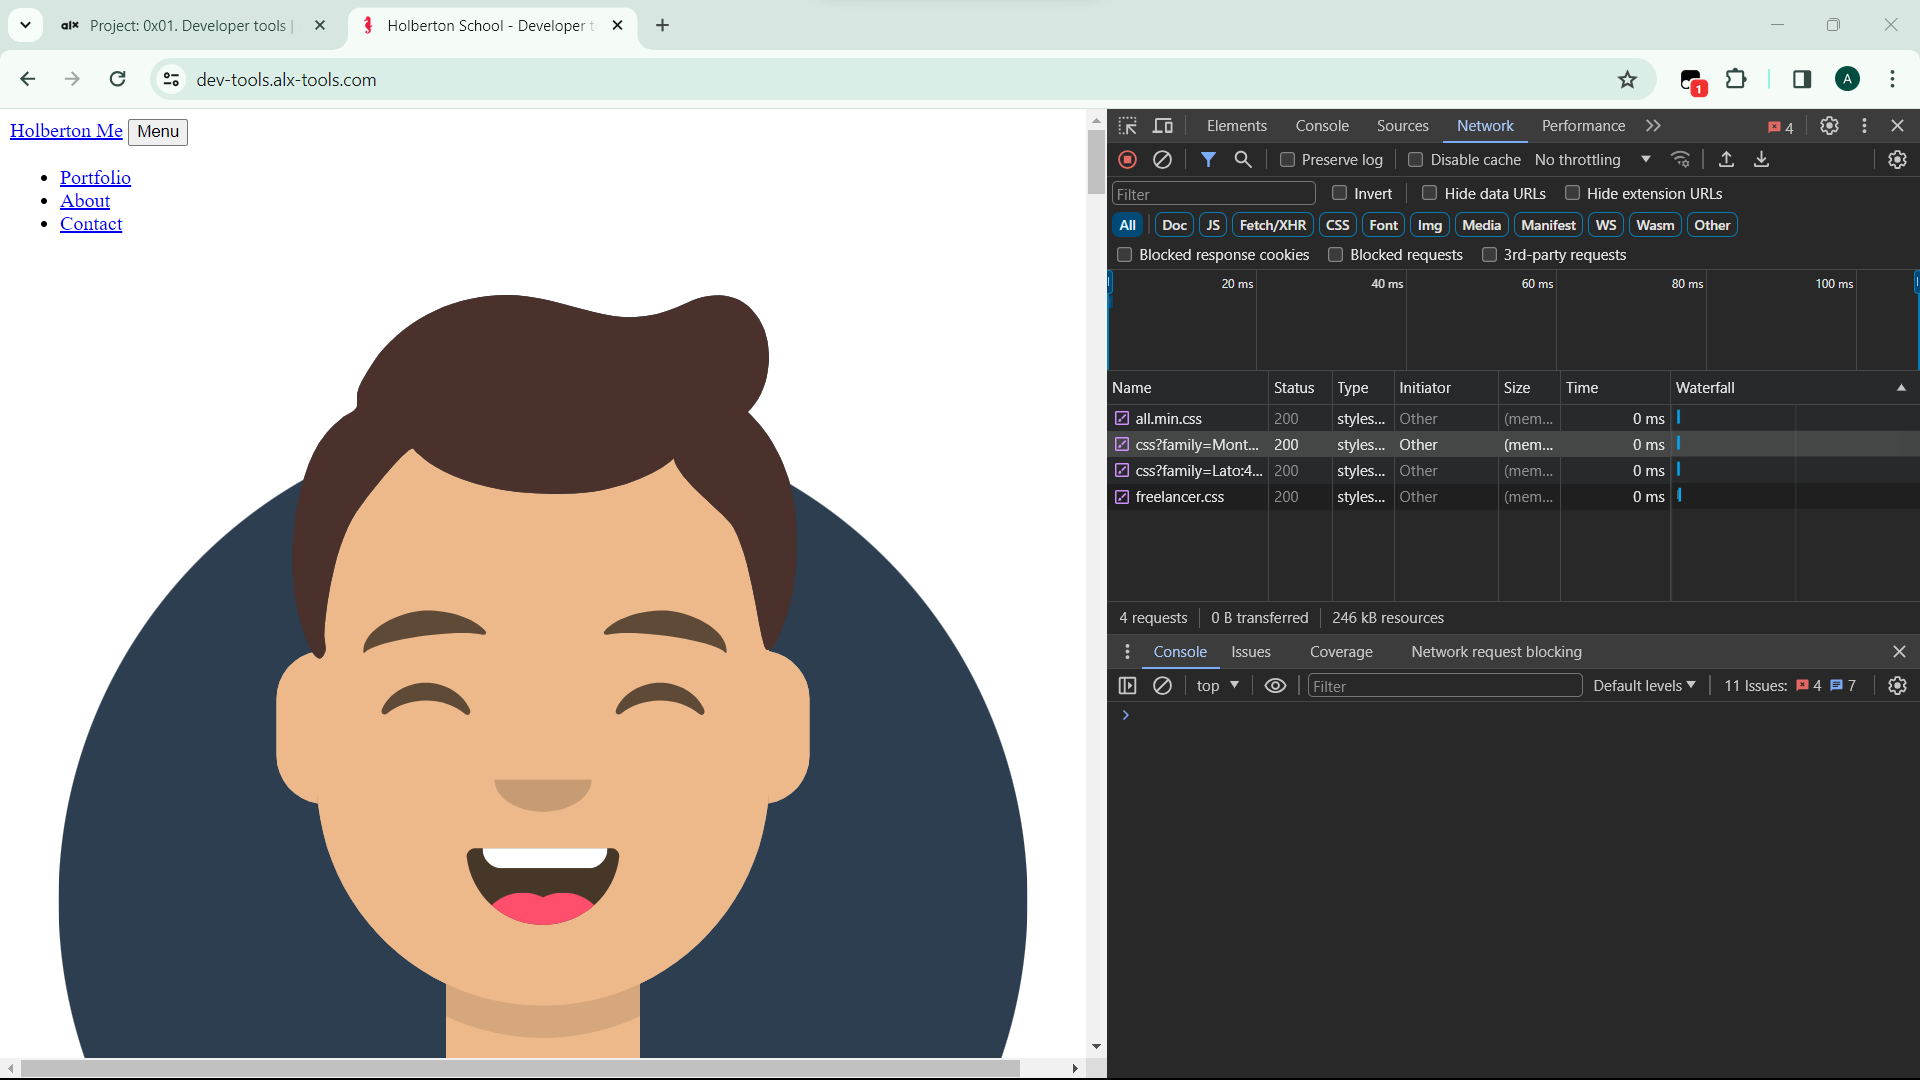 alx Project: 0x01. Developer tools |
Holberton School - Developer t
dev-tools.alx-tools.com
1
A
Holberton Me Menu
Portfolio
About
Contact
Elements Console Sources Network Performance 4
Preserve log Disable cache No throttling
Filter Invert Hide data URLs Hide extension URLs
All Doc JS Fetch/XHR CSS Font Img Media Manifest WS Wasm Other
Blocked response cookies Blocked requests 3rd-party requests
20 ms 40 ms 60 ms 80 ms 100 ms
Name Status Type Initiator Size Time Waterfall
all.min.css 200 styles... Other (mem... 0 ms
css?family=Mont... 200 styles... Other (mem... 0 ms
css?family=Lato:4... 200 styles... Other (mem... 0 ms
freelancer.css 200 styles... Other (mem... 0 ms
4 requests 0 B transferred 246 kB resources
Console Issues Coverage Network request blocking
top Filter Default levels 11 Issues: 4 7